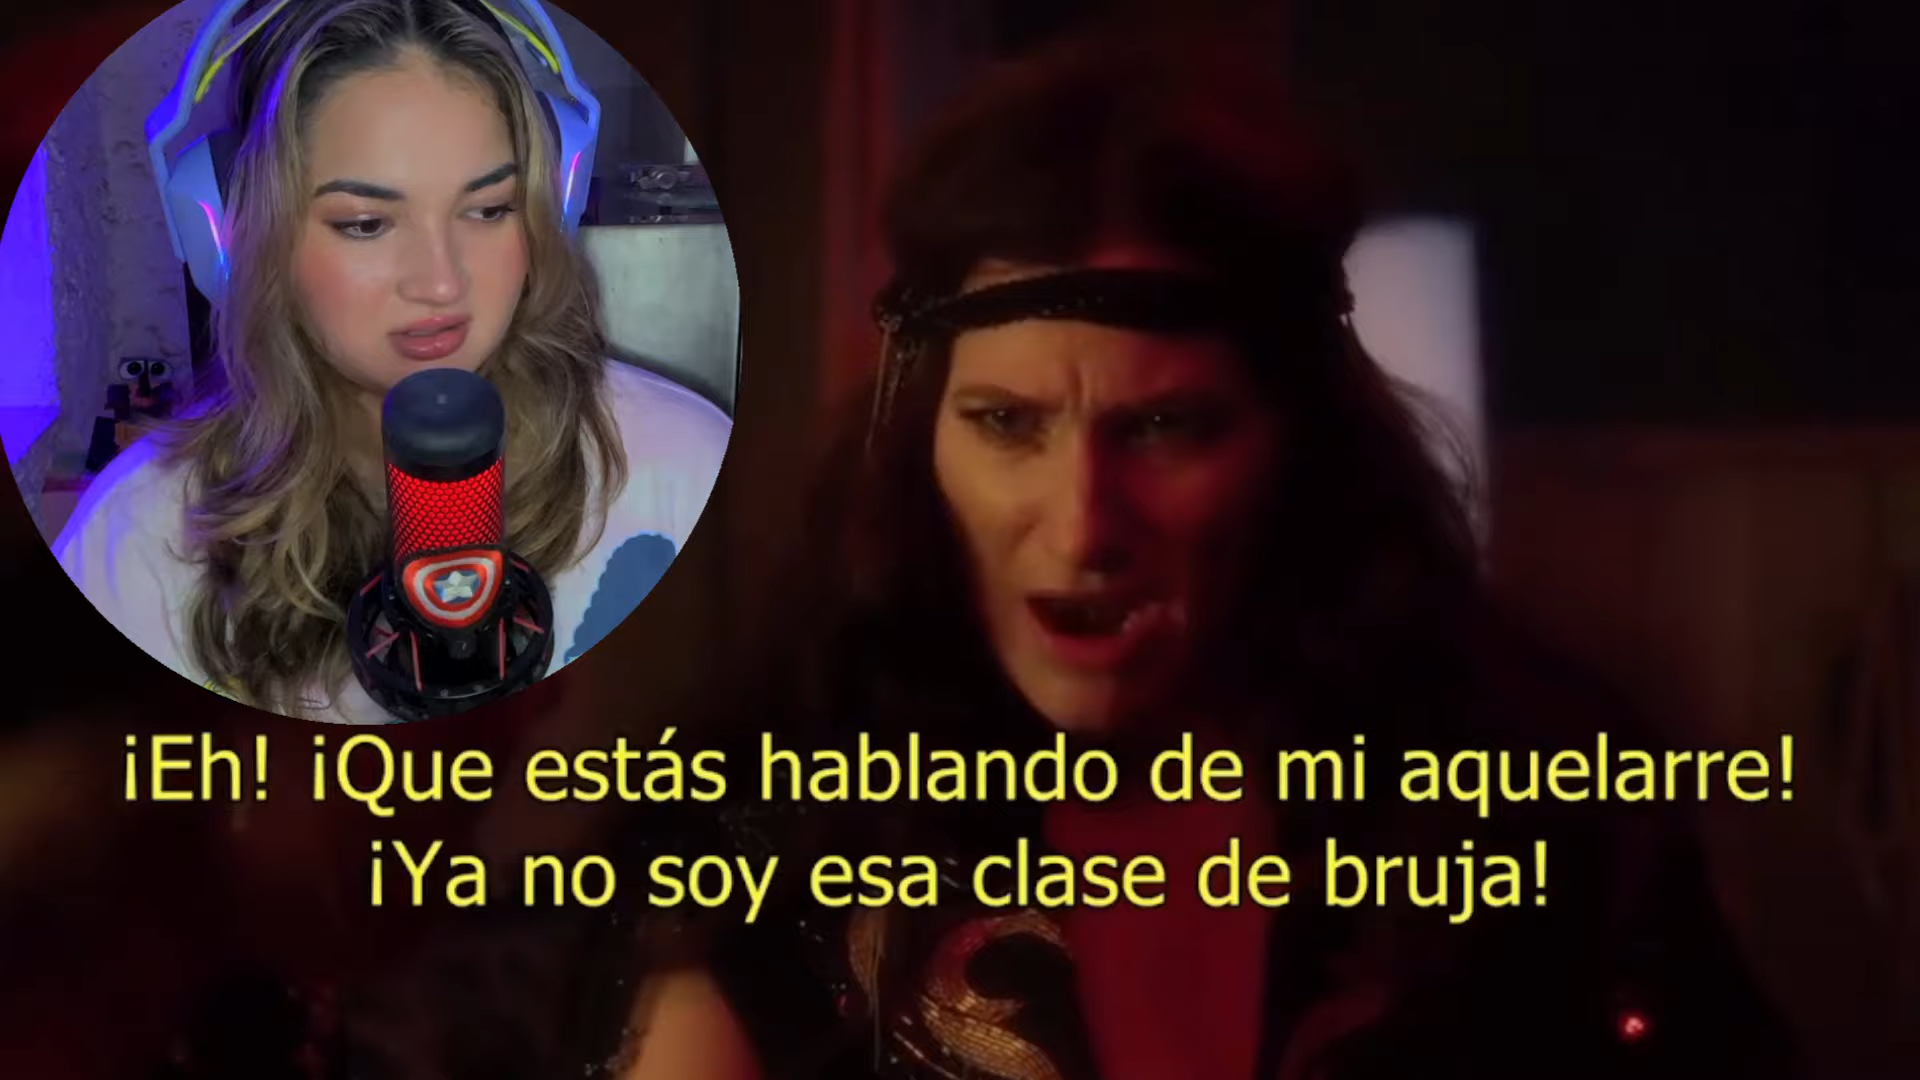 ¡Eh! ¡Que estás hablando de mi aquelarre!
¡Ya no soy esa clase de bruja!